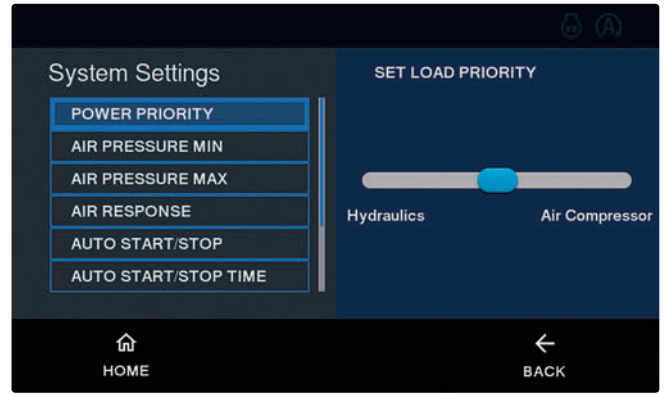 System Settings
POWER PRIORITY
AIR PRESSURE MIN
AIR PRESSURE MAX
AIR RESPONSE
AUTO START/STOP
AUTO START/STOP TIME
SET LOAD PRIORITY
Hydraulics Air Compressor
HOME
BACK